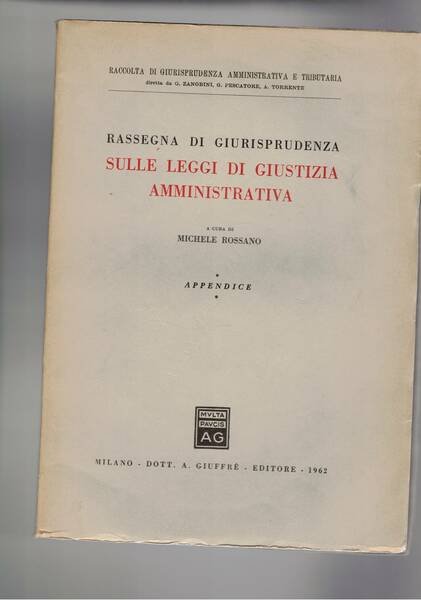 RACCOLTA DI GIURISPRUDENZA AMMINISTRATIVA E TRIBUTARIA
diretta da G. ZANOBINI, G. PESCATORE, A. TORRENTE
RASSEGNA DI GIURISPRUDENZA
SULLE LEGGI DI GIUSTIZIA
AMMINISTRATIVA
A CURA DI
MICHELE ROSSANO
*
APPENDICE
*
MVLTA
PAVCIS
AG
MILANO - DOTT. A. GIUFFRÈ - EDITORE - 1962